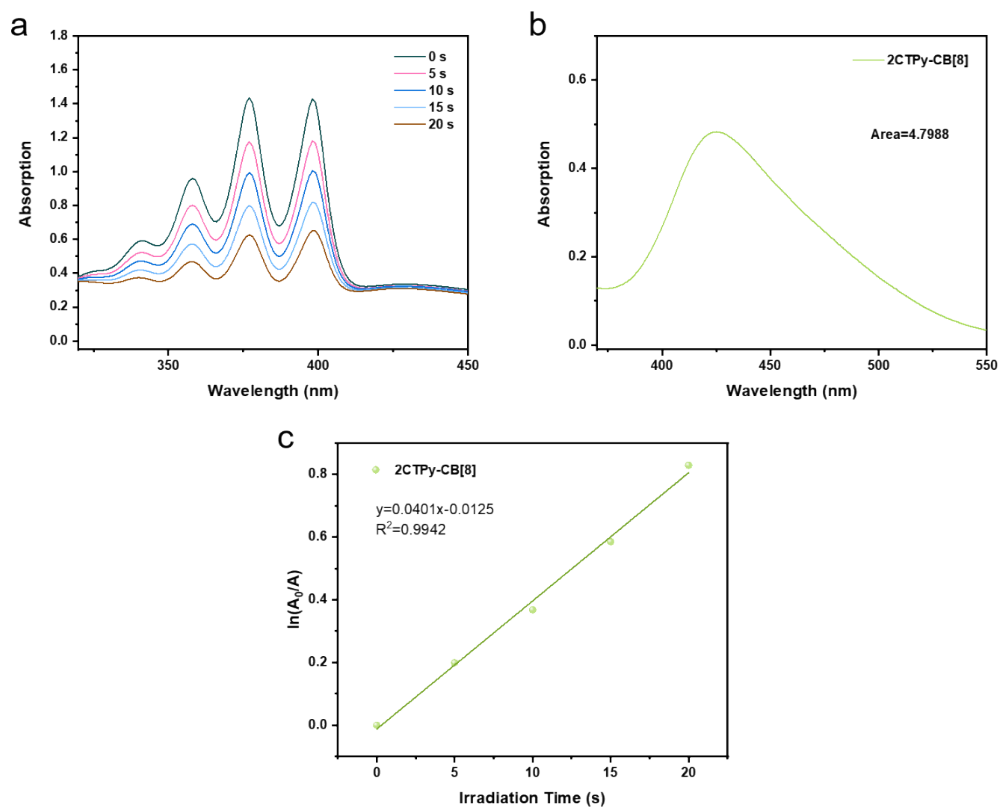 a
1.8
1.6
1.4
1.2
1.0
0.8
0.6
0.4
0.2
0.0
Absorption
350
400
450
Wavelength (nm)
0 s
5 s
10 s
15 s
20 s
b
0.6
0.4
0.2
0.0
Absorption
400
450
500
550
Wavelength (nm)
2CTPy-CB[8]
Area=4.7988
c
0.8
0.6
0.4
0.2
0.0
ln(A₀/A)
0
5
10
15
20
Irradiation Time (s)
2CTPy-CB[8]
y=0.0401x-0.0125
R²=0.9942